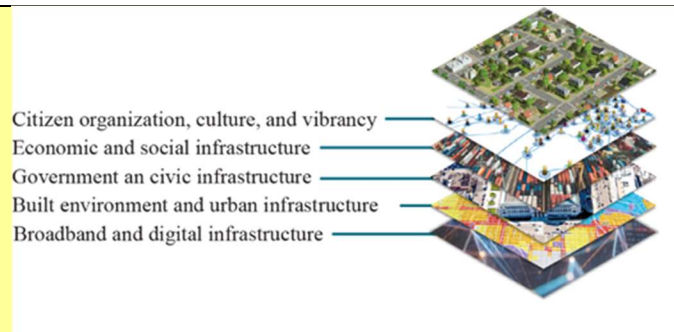 Citizen organization, culture, and vibrancy
Economic and social infrastructure
Government an civic infrastructure
Built environment and urban infrastructure
Broadband and digital infrastructure